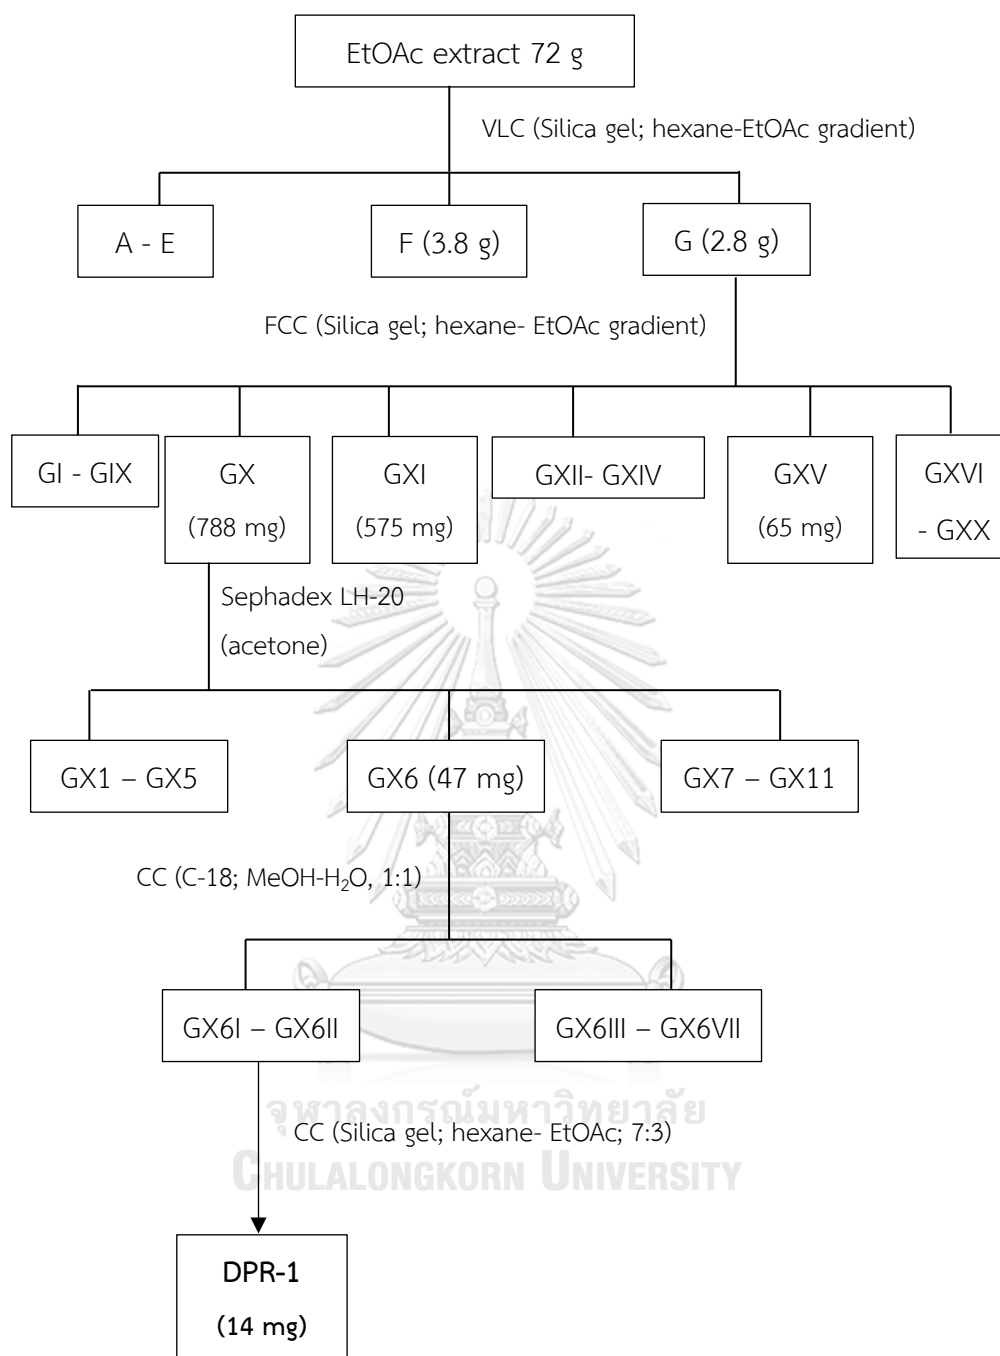 EtOAc extract 72 g
VLC (Silica gel; hexane-EtOAc gradient)
A - E
F (3.8 g)
G (2.8 g)
FCC (Silica gel; hexane- EtOAc gradient)
GI - GIX
GX
(788 mg)
GXI
(575 mg)
GXII- GXIV
GXV
(65 mg)
GXVI
- GXX
Sephadex LH-20
(acetone)
GX1 – GX5
GX6 (47 mg)
GX7 – GX11
CC (C-18; MeOH-H₂O, 1:1)
GX6I – GX6II
GX6III – GX6VII
จุฬาลงกรณ์มหาวิทยาลัย
CC (Silica gel; hexane- EtOAc; 7:3)
CHULALONGKORN UNIVERSITY
DPR-1
(14 mg)